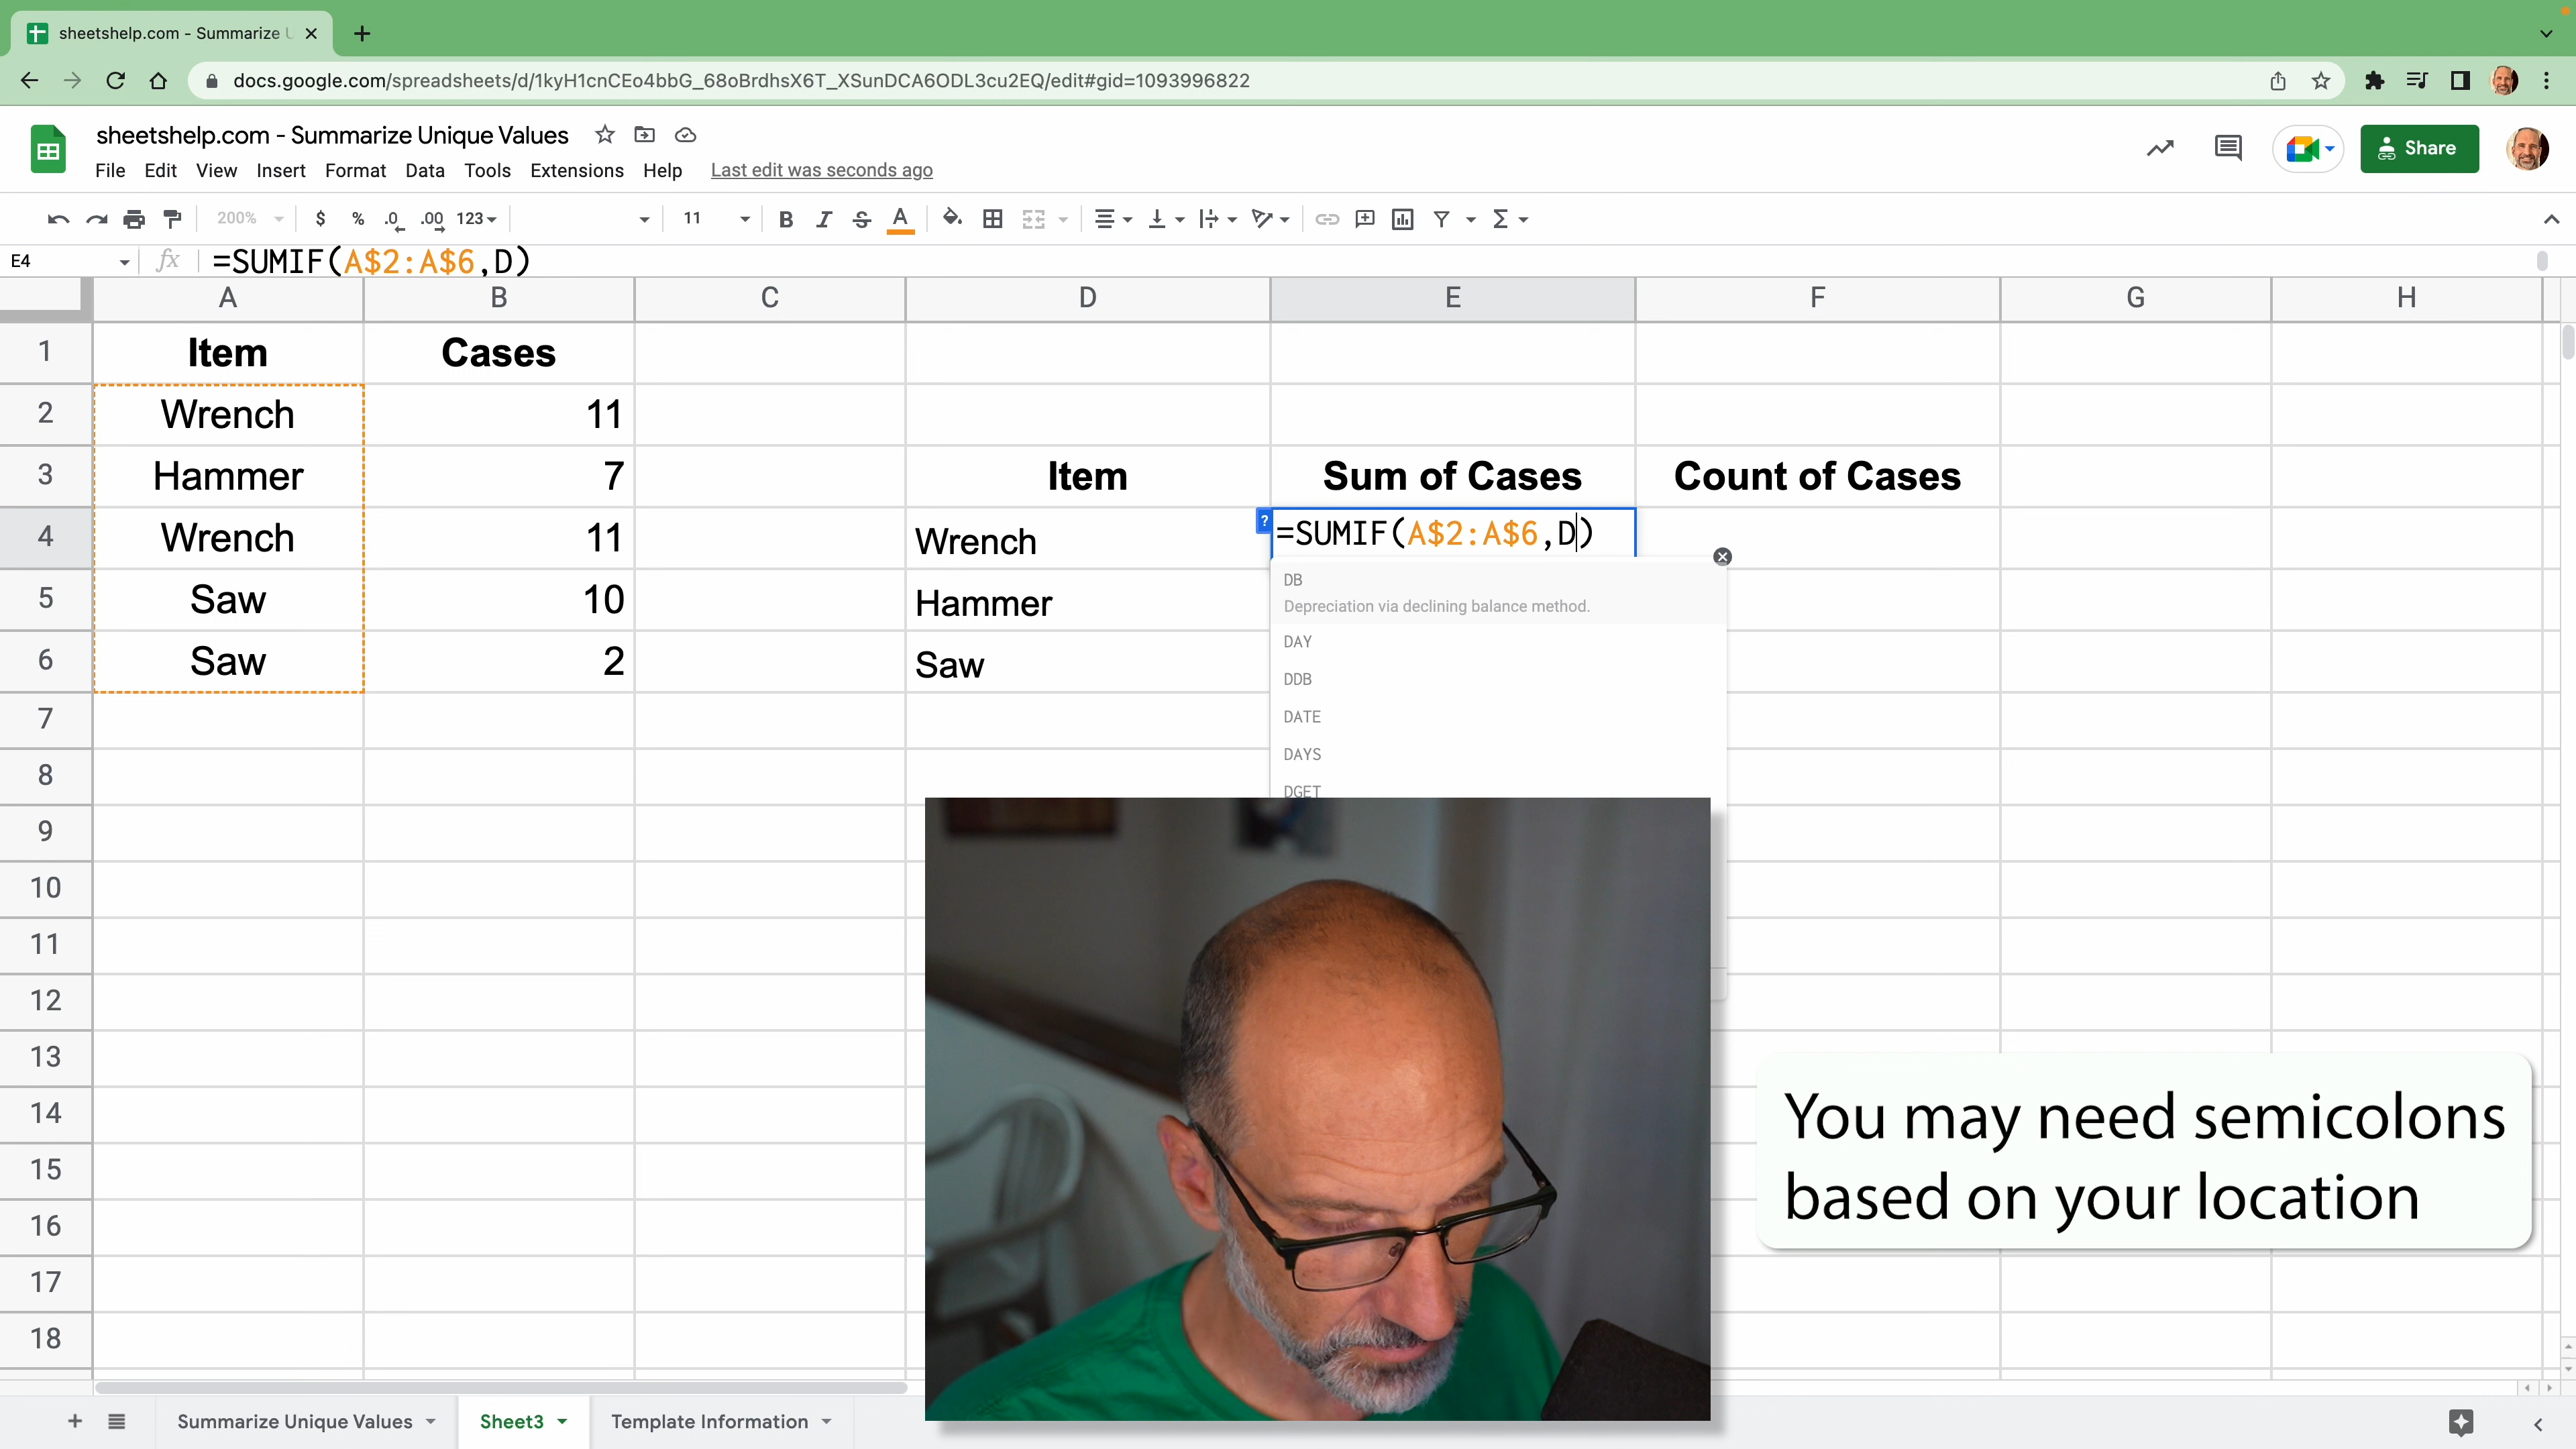 sheetshelp.com - Summarize U
docs.google.com/spreadsheets/d/1kyH1cnCEo4bbG_68oBrdhsX6T_XSunDCA6ODL3cu2EQ/edit#gid=1093996822
sheetshelp.com - Summarize Unique Values
Share
File Edit View Insert Format Data Tools Extensions Help Last edit was seconds ago
200% $ % .0 .00 123 11 B I S A Σ
E4 fx =SUMIF(A$2:A$6,D)
A B C D E F G H
1 Item Cases
2 Wrench 11
3 Hammer 7 Item Sum of Cases Count of Cases
4 Wrench 11 Wrench ? =SUMIF(A$2:A$6,D)
DB
Depreciation via declining balance method.
5 Saw 10 Hammer
DAY
6 Saw 2 Saw
DDB
7
DATE
DAYS
8
DGET
9
10
11
12
13
14
15
16
17
18
You may need semicolons
based on your location
+ Summarize Unique Values Sheet3 Template Information